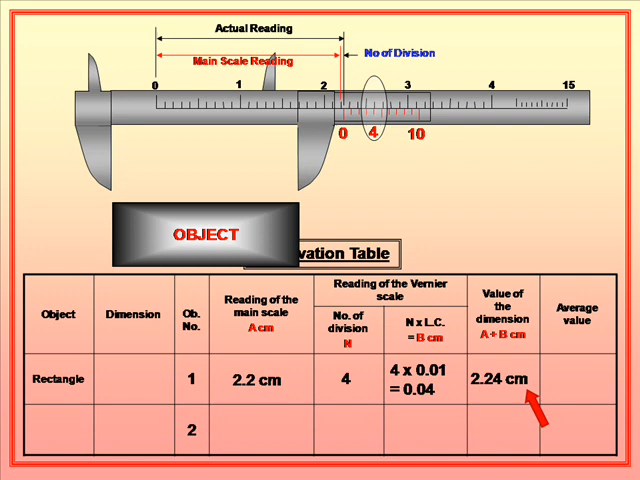 Actual Reading
Main Scale Reading
No of Division
0 1 2 3 4 15
0 4 10
OBJECT
vation Table
Object
Dimension
Ob.
No.
Reading of the
main scale
A cm
Reading of the Vernier
scale
No. of
division
N
N x L.C.
= B cm
Value of
the
dimension
A + B cm
Average
value
Rectangle
1
2.2 cm
4
4 x 0.01
= 0.04
2.24 cm
2